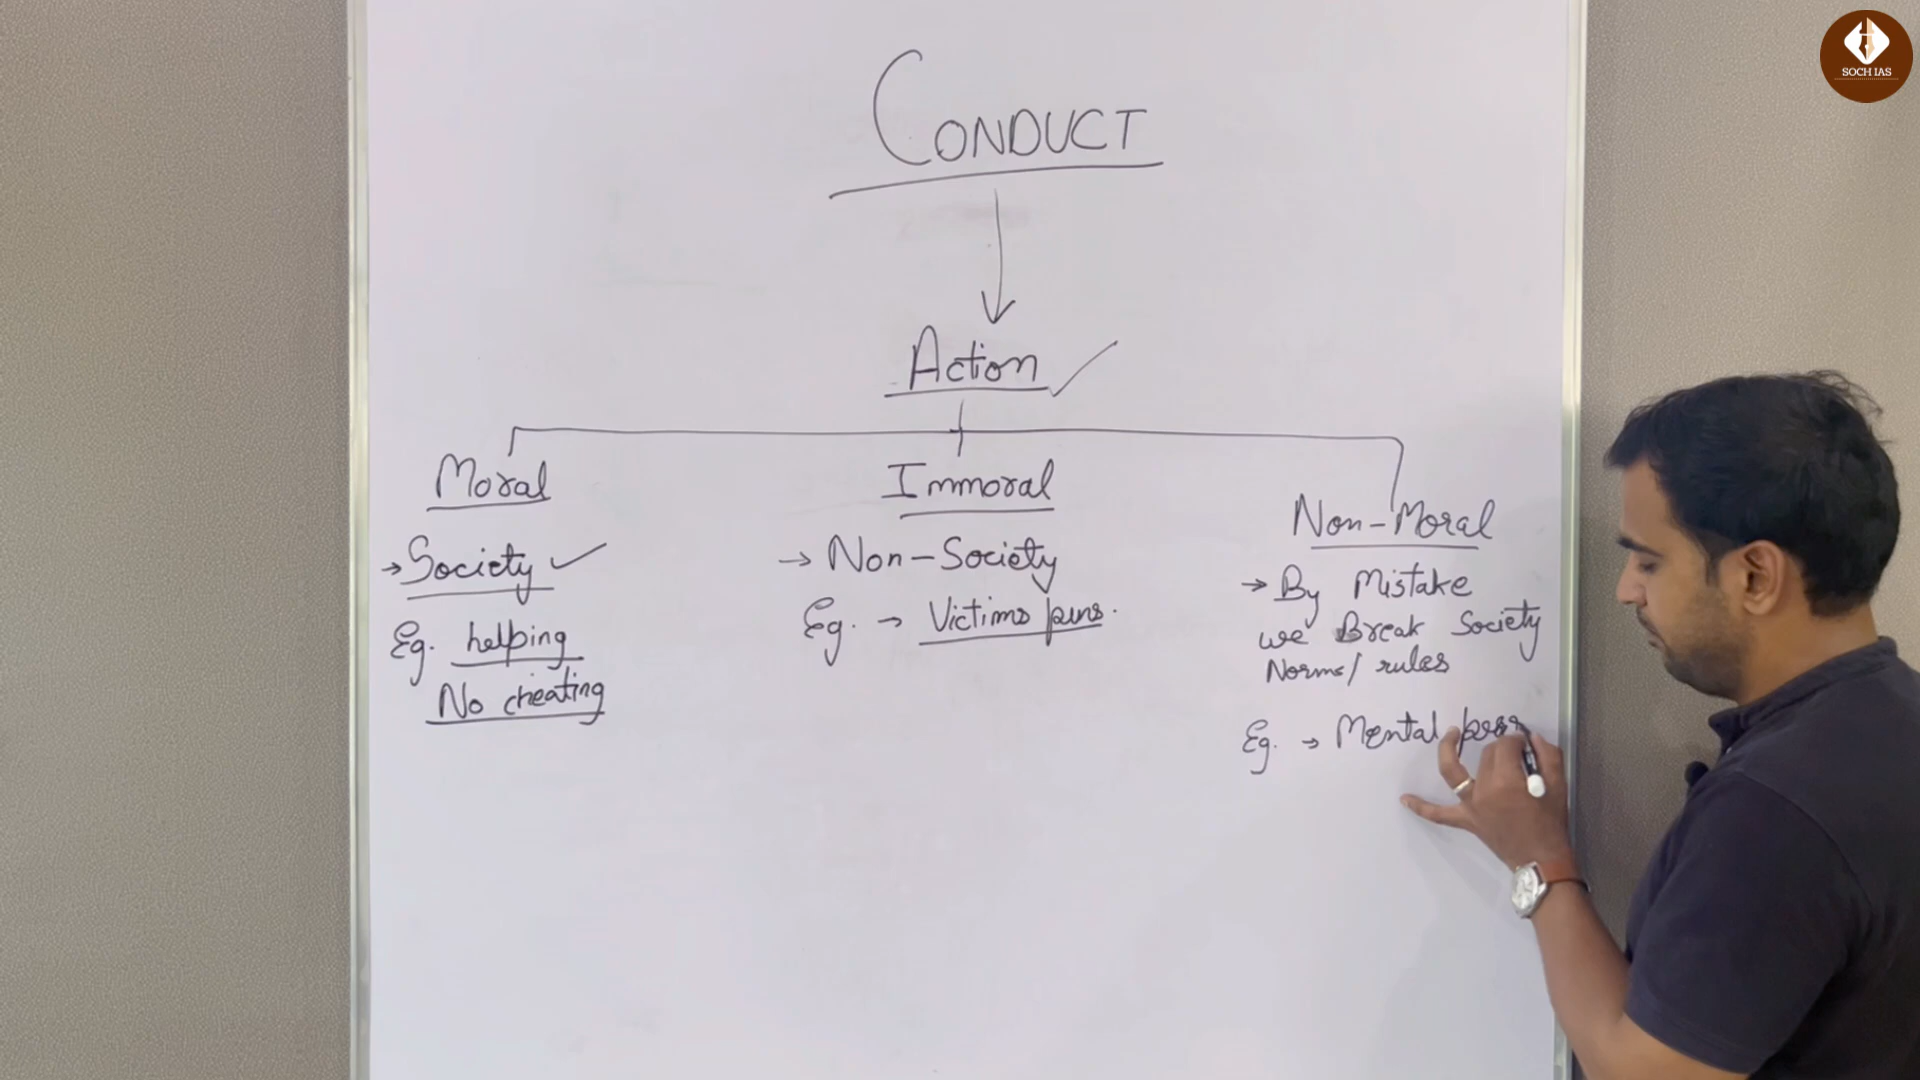 SOCH IAS
CONDUCT
Action
Moral
→ Society
Eg. helping
No cheating
Immoral
→ Non-Society
Eg. → Victims
Non-Moral
→ By Mistake
we Break Society
Norms/rules
Eg. → Mental